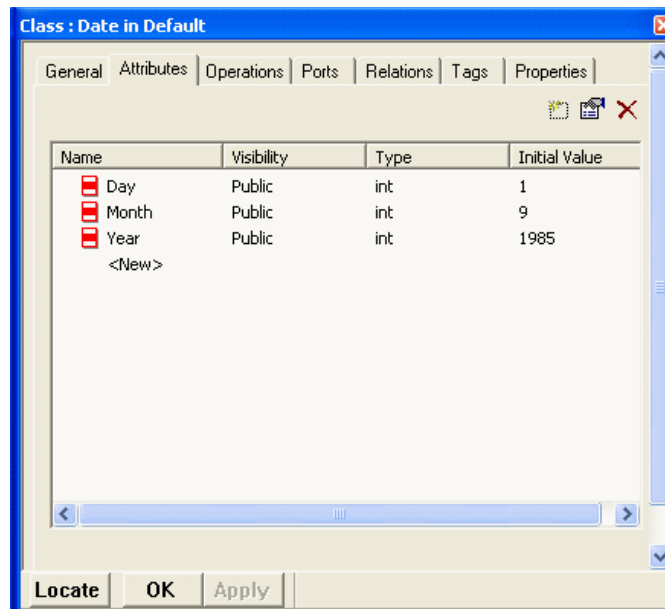 Class : Date in Default
General Attributes Operations Ports Relations Tags Properties
Name Visibility Type Initial Value
Day Public int 1
Month Public int 9
Year Public int 1985
<New>
Locate OK Apply